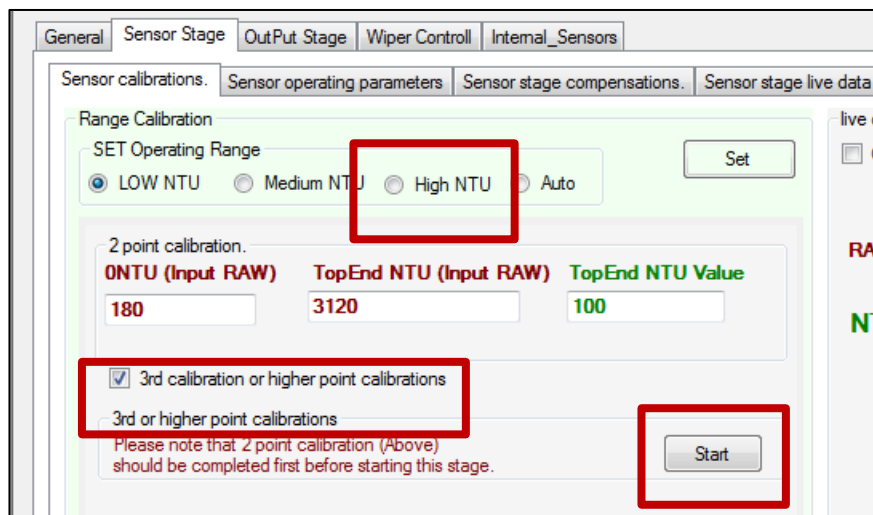 General Sensor Stage OutPut Stage Wiper Controll Internal_Sensors
Sensor calibrations. Sensor operating parameters Sensor stage compensations. Sensor stage live data
Range Calibration
live
SET Operating Range
Set
LOW NTU Medium NTU High NTU Auto
2 point calibration.
0NTU (Input RAW) TopEnd NTU (Input RAW) TopEnd NTU Value
RA
180 3120 100
NT
3rd calibration or higher point calibrations
3rd or higher point calibrations
Please note that 2 point calibration (Above)
should be completed first before starting this stage.
Start